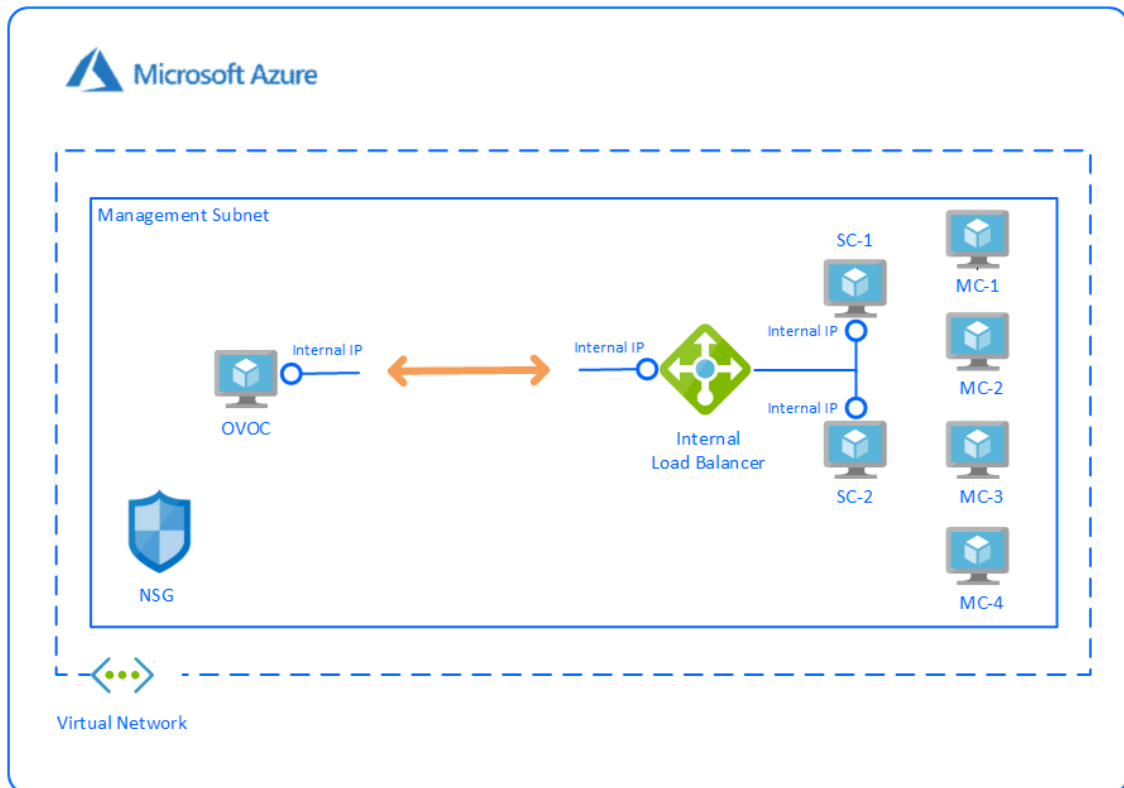 Microsoft Azure
Management Subnet
SC-1
MC-1
Internal IP
Internal IP
Internal IP
MC-2
Internal IP
OVOC
Internal
Load Balancer
SC-2
MC-3
NSG
MC-4
Virtual Network